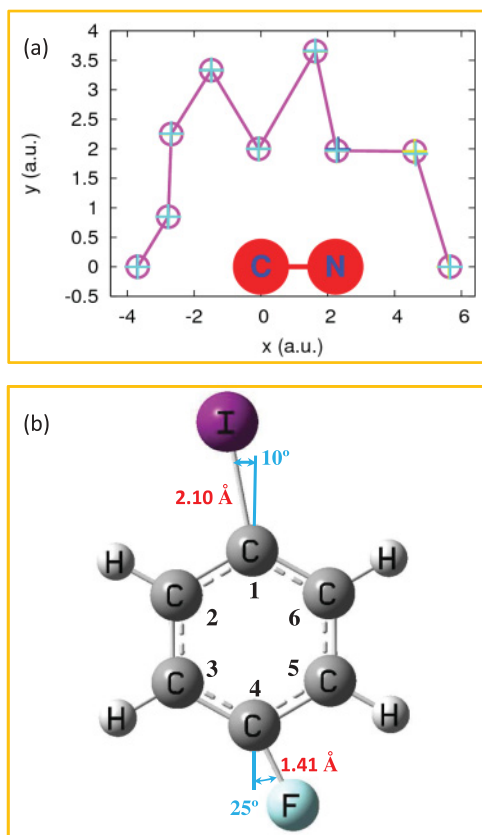 (a)
4
3.5
3
2.5
2
1.5
1
0.5
0
-0.5
y (a.u.)
C N
-4 -2 0 2 4 6
x (a.u.)
(b)
I
10º
2.10 Å
H C H
C 1 C
2 6
3 4 5
C C
H C H
1.41 Å
25º F